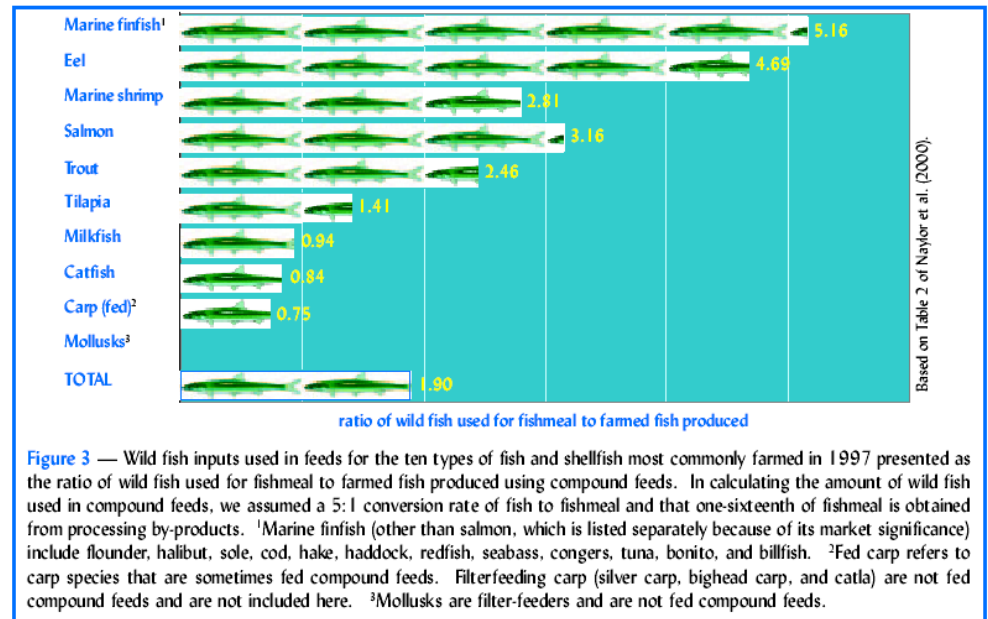 Marine finfish¹ 5.16
Eel 4.69
Marine shrimp 2.81
Salmon 3.16
Trout 2.46
Tilapia 1.41
Milkfish 0.94
Catfish 0.84
Carp (fed)² 0.75
Mollusks³
TOTAL 1.90
Based on Table 2 of Naylor et al. (2000).
ratio of wild fish used for fishmeal to farmed fish produced
Figure 3 — Wild fish inputs used in feeds for the ten types of fish and shellfish most commonly farmed in 1997 presented as
the ratio of wild fish used for fishmeal to farmed fish produced using compound feeds. In calculating the amount of wild fish
used in compound feeds, we assumed a 5:1 conversion rate of fish to fishmeal and that one-sixteenth of fishmeal is obtained
from processing by-products. ¹Marine finfish (other than salmon, which is listed separately because of its market significance)
include flounder, halibut, sole, cod, hake, haddock, redfish, seabass, congers, tuna, bonito, and billfish. ²Fed carp refers to
carp species that are sometimes fed compound feeds. Filterfeeding carp (silver carp, bighead carp, and catla) are not fed
compound feeds and are not included here. ³Mollusks are filter-feeders and are not fed compound feeds.